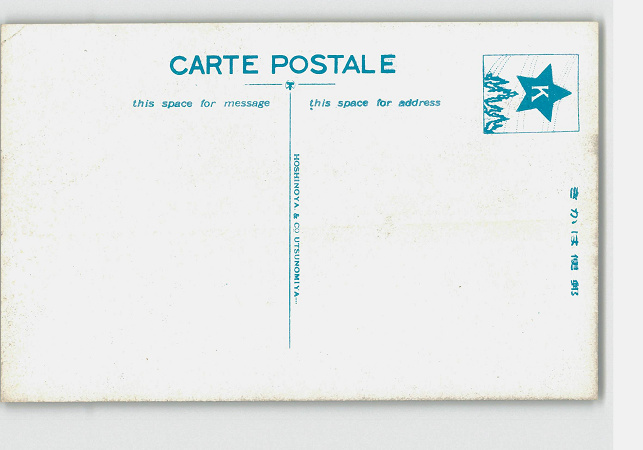 CARTE POSTALE
this space for message
this space for address
K
HOSHINOYA & CO UTSUNOMIYA
きかは便郵